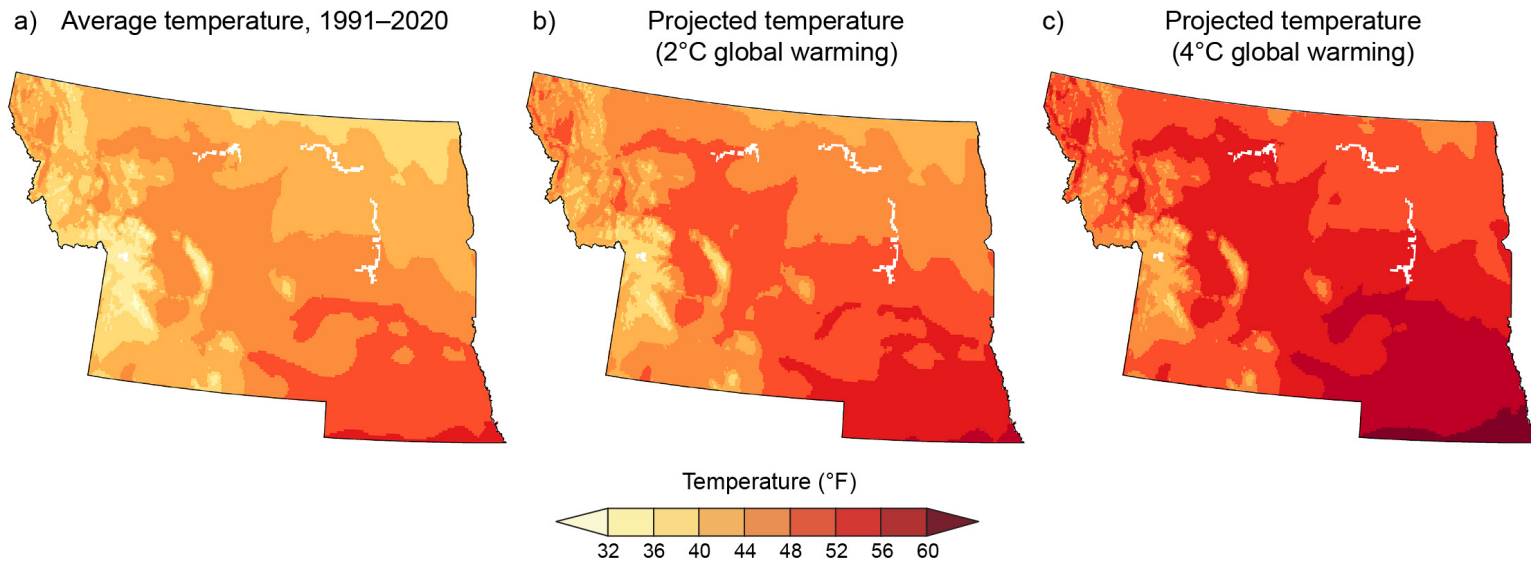 a) Average temperature, 1991–2020
b) Projected temperature
(2°C global warming)
c) Projected temperature
(4°C global warming)
Temperature (°F)
32 36 40 44 48 52 56 60